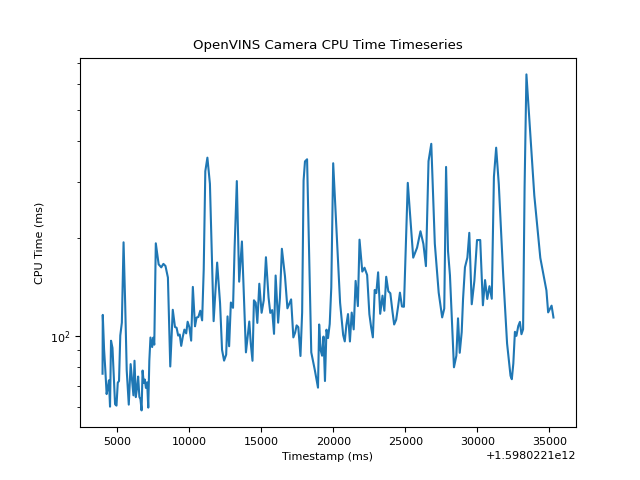 OpenVINS Camera CPU Time Timeseries
CPU Time (ms)
10²
5000 10000 15000 20000 25000 30000 35000
Timestamp (ms)
+1.5980221e12